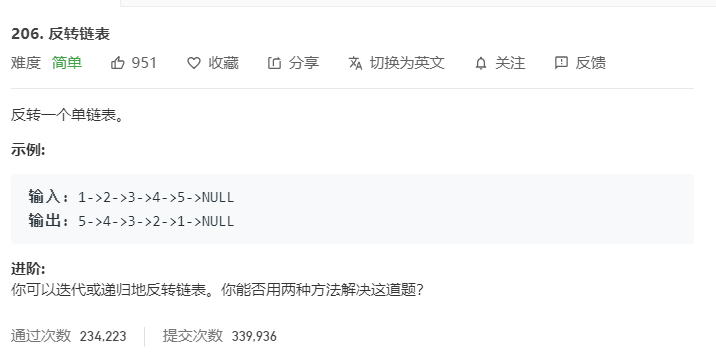 206. 反转链表
难度 简单 951 收藏 分享 切换为英文 关注 反馈
反转一个单链表。
示例:
输入: 1->2->3->4->5->NULL
输出: 5->4->3->2->1->NULL
进阶:
你可以迭代或递归地反转链表。你能否用两种方法解决这道题？
通过次数 234,223 提交次数 339,936